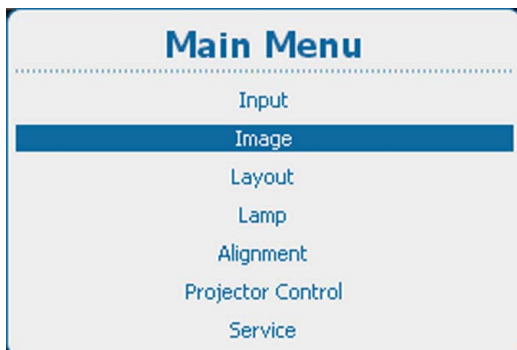 Main Menu
Input
Image
Layout
Lamp
Alignment
Projector Control
Service